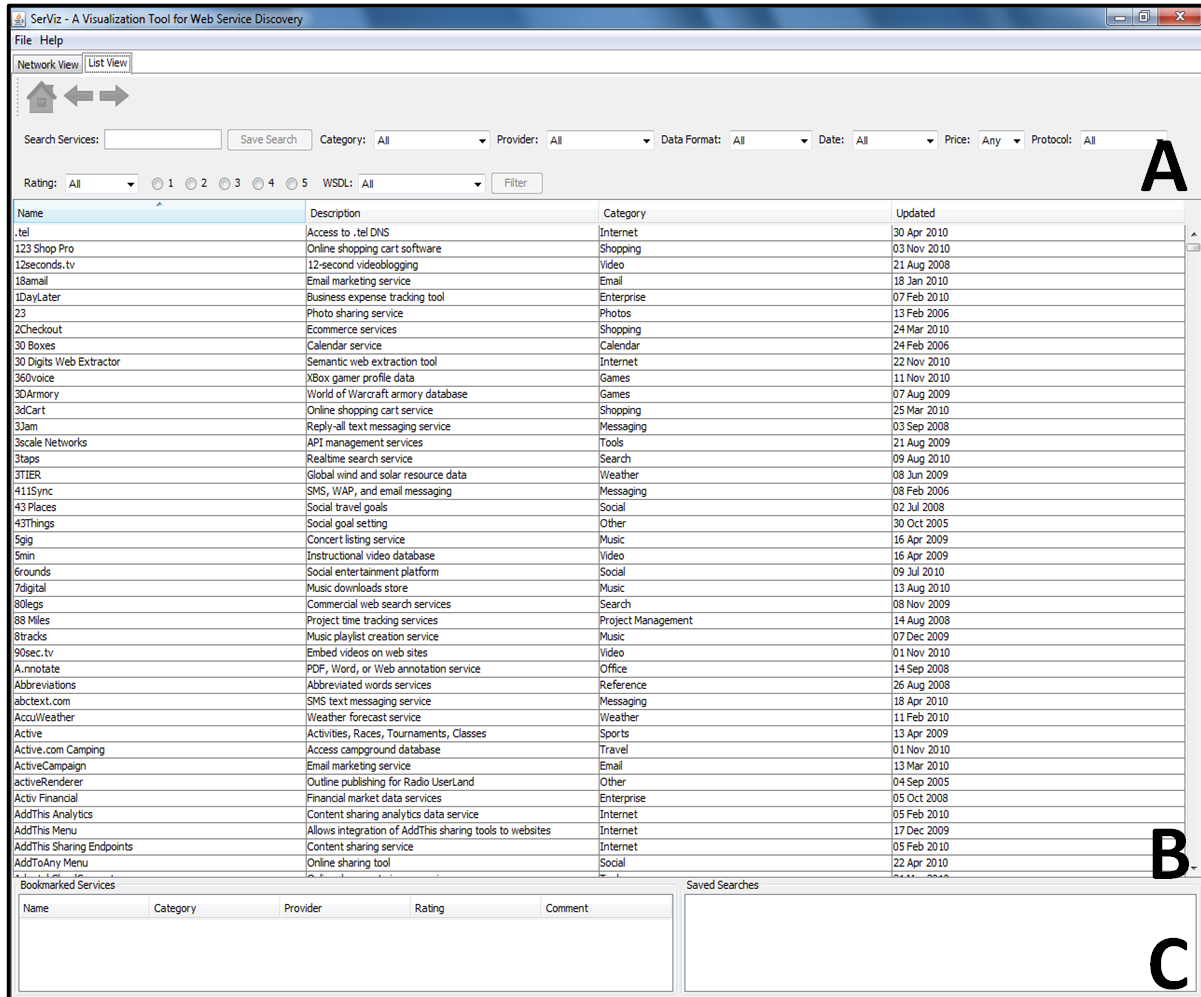 SerViz - A Visualization Tool for Web Service Discovery
File Help
Network View List View
Search Services: Save Search Category: All Provider: All Data Format: All Date: All Price: Any Protocol: All
A
Rating: All 1 2 3 4 5 WSDL: All Filter
Name Description Category Updated
.tel Access to .tel DNS Internet 30 Apr 2010
123 Shop Pro Online shopping cart software Shopping 03 Nov 2010
12seconds.tv 12-second videoblogging Video 21 Aug 2008
18amail Email marketing service Email 18 Jan 2010
1DayLater Business expense tracking tool Enterprise 07 Feb 2010
23 Photo sharing service Photos 13 Feb 2006
2Checkout Ecommerce services Shopping 24 Mar 2010
30 Boxes Calendar service Calendar 24 Feb 2006
30 Digits Web Extractor Semantic web extraction tool Internet 22 Nov 2010
360voice XBox gamer profile data Games 11 Nov 2010
3DArmory World of Warcraft armory database Games 07 Aug 2009
3dCart Online shopping cart service Shopping 25 Mar 2010
3Jam Reply-all text messaging service Messaging 03 Sep 2008
3scale Networks API management services Tools 21 Aug 2009
3taps Realtime search service Search 09 Aug 2010
3TIER Global wind and solar resource data Weather 08 Jun 2009
411Sync SMS, WAP, and email messaging Messaging 08 Feb 2006
43 Places Social travel goals Social 02 Jul 2008
43Things Social goal setting Other 30 Oct 2005
5gig Concert listing service Music 16 Apr 2009
5min Instructional video database Video 16 Apr 2009
6rounds Social entertainment platform Social 09 Jul 2010
7digital Music downloads store Music 13 Aug 2010
80legs Commercial web search services Search 08 Nov 2009
88 Miles Project time tracking services Project Management 14 Aug 2008
8tracks Music playlist creation service Music 07 Dec 2009
90sec.tv Embed videos on web sites Video 01 Nov 2010
A.nnotate PDF, Word, or Web annotation service Office 14 Sep 2008
Abbreviations Abbreviated words services Reference 26 Aug 2008
abctext.com SMS text messaging service Messaging 18 Apr 2010
AccuWeather Weather forecast service Weather 11 Feb 2010
Active Activities, Races, Tournaments, Classes Sports 13 Apr 2009
Active.com Camping Access campground database Travel 01 Nov 2010
ActiveCampaign Email marketing service Email 13 Mar 2010
activeRenderer Outline publishing for Radio UserLand Other 04 Sep 2005
Activ Financial Financial market data services Enterprise 05 Oct 2008
AddThis Analytics Content sharing analytics data service Internet 05 Feb 2010
AddThis Menu Allows integration of AddThis sharing tools to websites Internet 17 Dec 2009
AddThis Sharing Endpoints Content sharing service Internet 05 Feb 2010
AddToAny Menu Online sharing tool Social 22 Apr 2010
B
Bookmarked Services Saved Searches
Name Category Provider Rating Comment
C